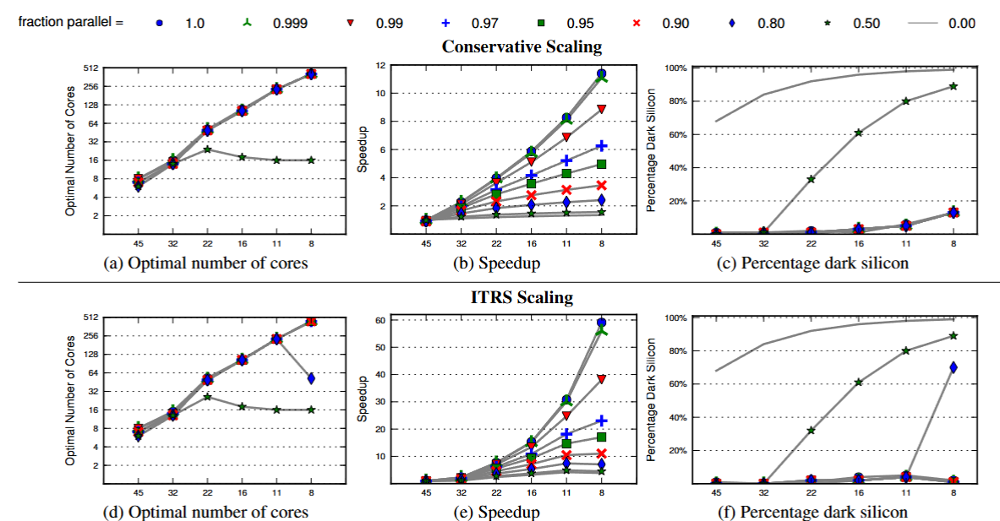 fraction parallel = 1.0 0.999 0.99 0.97 0.95 0.90 0.80 0.50 0.00
Conservative Scaling
Optimal Number of Cores
512
256
128
64
32
16
8
4
2
45 32 22 16 11 8
(a) Optimal number of cores
Speedup
12
10
8
6
4
2
45 32 22 16 11 8
(b) Speedup
Percentage Dark Silicon
100%
80%
60%
40%
20%
45 32 22 16 11 8
(c) Percentage dark silicon
ITRS Scaling
Optimal Number of Cores
512
256
128
64
32
16
8
4
2
45 32 22 16 11 8
(d) Optimal number of cores
Speedup
60
50
40
30
20
10
45 32 22 16 11 8
(e) Speedup
Percentage Dark Silicon
100%
80%
60%
40%
20%
45 32 22 16 11 8
(f) Percentage dark silicon